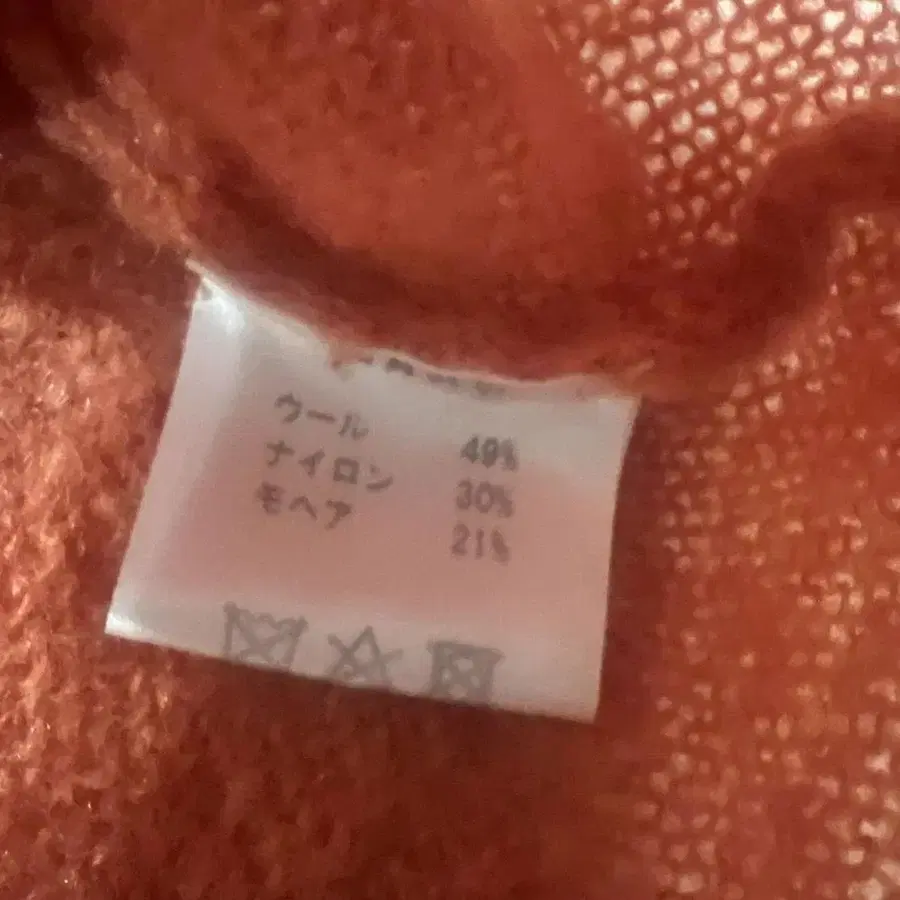 ウール 49%
ナイロン 30%
モヘア 21%